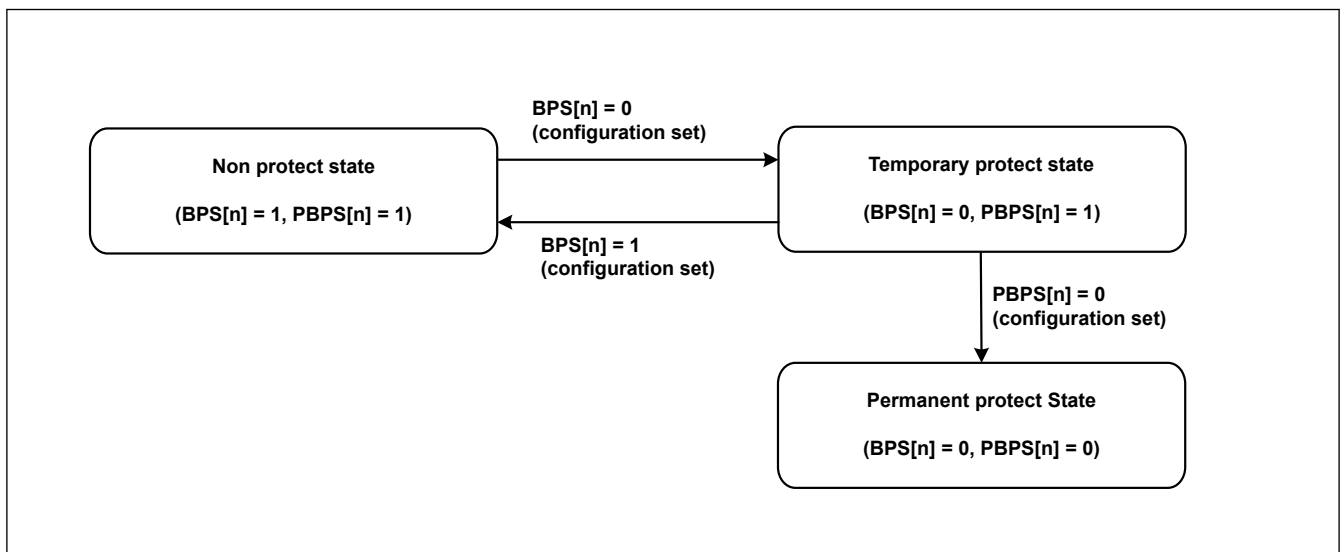 BPS[n] = 0
(configuration set)
Non protect state
(BPS[n] = 1, PBPS[n] = 1)
Temporary protect state
(BPS[n] = 0, PBPS[n] = 1)
BPS[n] = 1
(configuration set)
PBPS[n] = 0
(configuration set)
Permanent protect State
(BPS[n] = 0, PBPS[n] = 0)